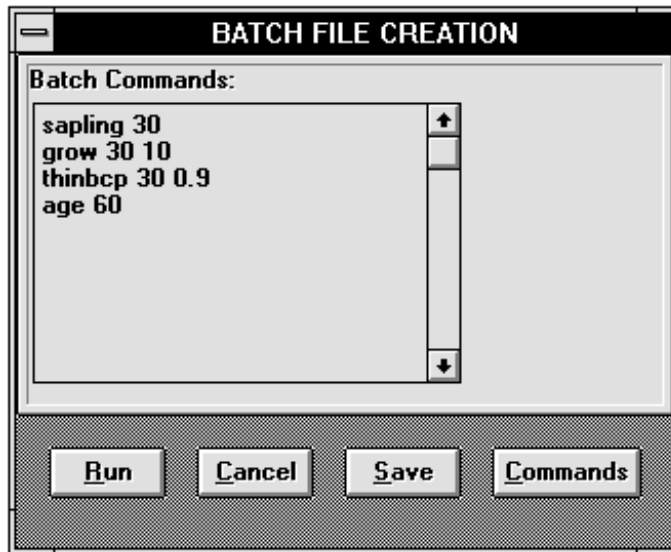 BATCH FILE CREATION
Batch Commands:
sapling 30
grow 30 10
thinbcp 30 0.9
age 60
Run Cancel Save Commands